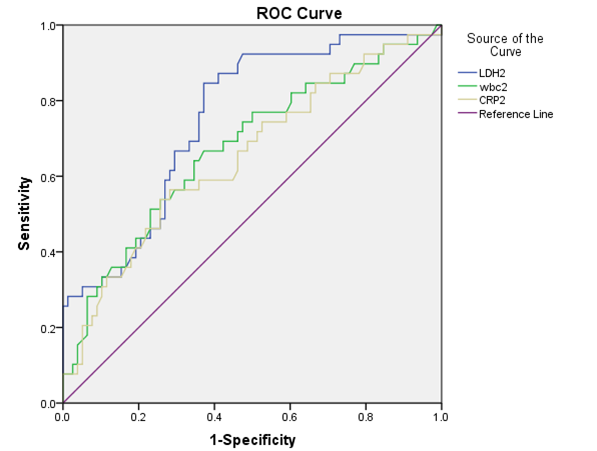 ROC Curve
Source of the
Curve
LDH2
wbc2
CRP2
Reference Line
Sensitivity
1.0
0.8
0.6
0.4
0.2
0.0
0.0
0.2
0.4
0.6
0.8
1.0
1-Specificity